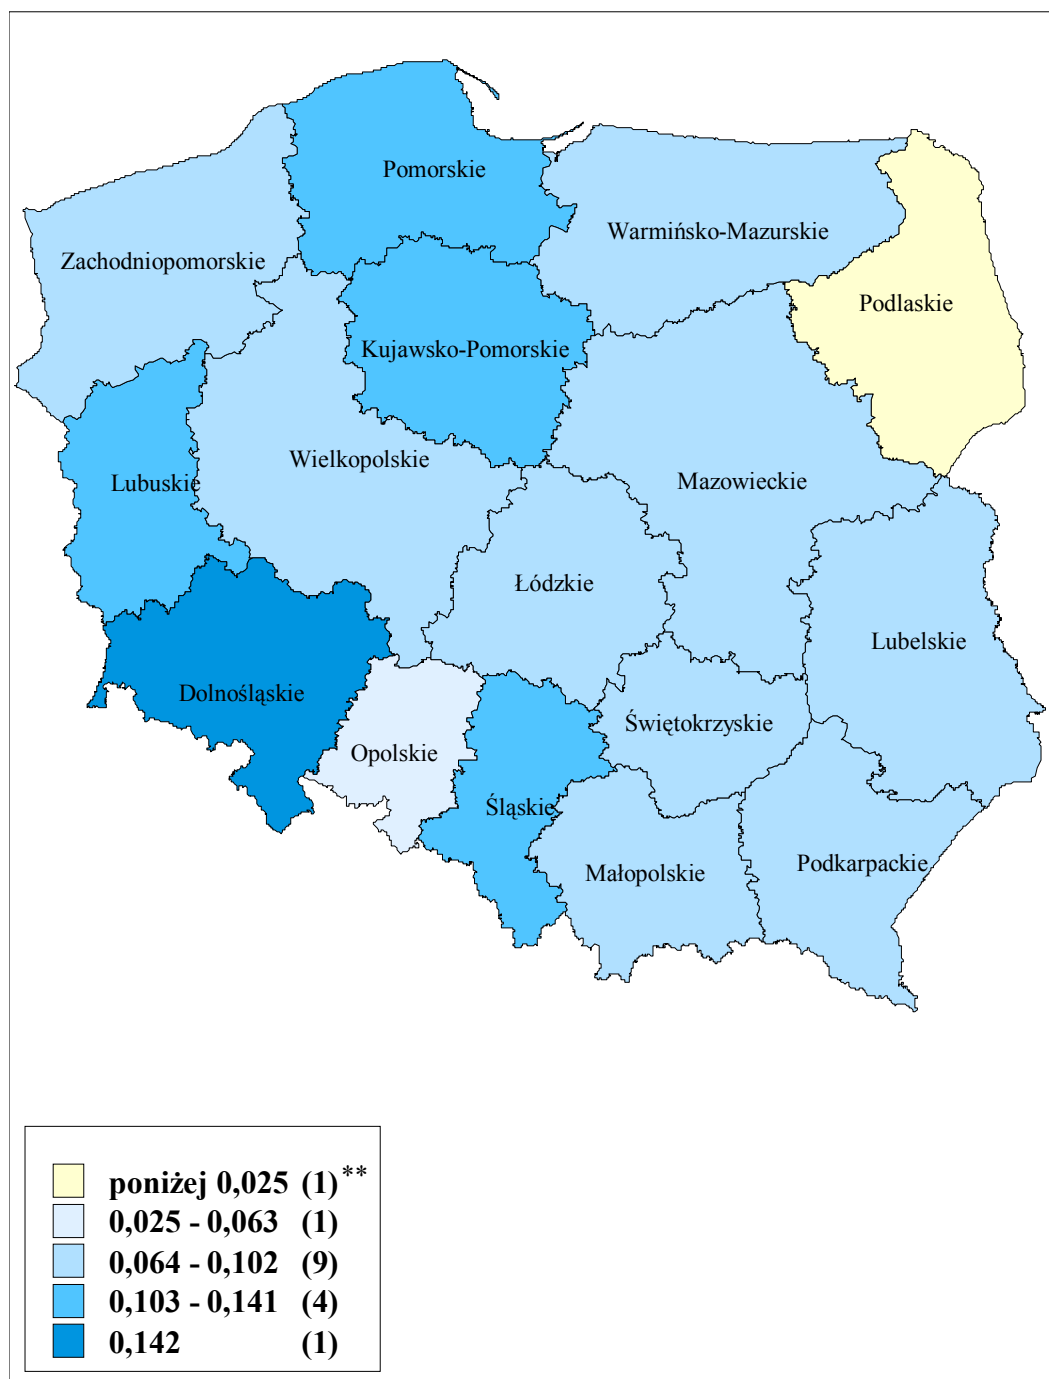 Pomorskie
Warmińsko-Mazurskie
Zachodniopomorskie
Podlaskie
Kujawsko-Pomorskie
Wielkopolskie
Lubuskie
Mazowieckie
Łódzkie
Lubelskie
Dolnośląskie
Świętokrzyskie
Opolskie
Śląskie
Podkarpackie
Małopolskie
poniżej 0,025 (1)**
0,025 - 0,063 (1)
0,064 - 0,102 (9)
0,103 - 0,141 (4)
0,142 (1)